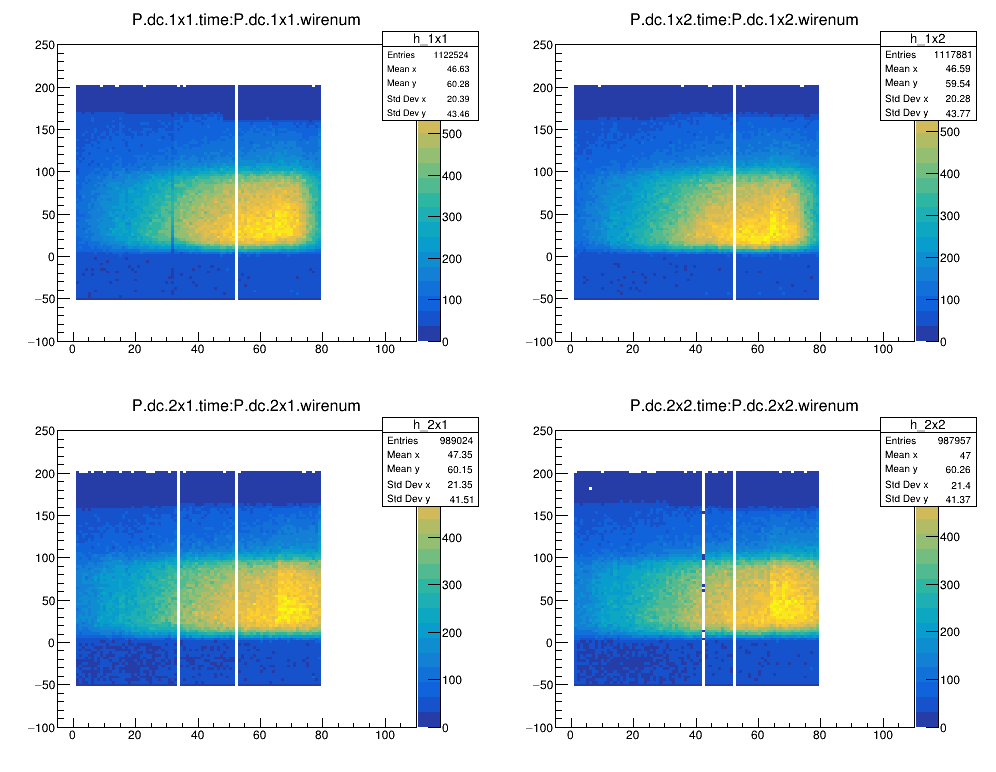 P.dc.1x1.time:P.dc.1x1.wirenum
h_1x1
Entries 1122524
Mean x 46.63
Mean y 60.28
Std Dev x 20.39
Std Dev y 43.46
250
200
150
100
50
0
−50
−100
0 20 40 60 80 100
500
400
300
200
100
0
P.dc.1x2.time:P.dc.1x2.wirenum
h_1x2
Entries 1117881
Mean x 46.59
Mean y 59.54
Std Dev x 20.28
Std Dev y 43.77
250
200
150
100
50
0
−50
−100
0 20 40 60 80 100
500
400
300
200
100
0
P.dc.2x1.time:P.dc.2x1.wirenum
h_2x1
Entries 989024
Mean x 47.35
Mean y 60.15
Std Dev x 21.35
Std Dev y 41.51
250
200
150
100
50
0
−50
−100
0 20 40 60 80 100
400
300
200
100
0
P.dc.2x2.time:P.dc.2x2.wirenum
h_2x2
Entries 987957
Mean x 47
Mean y 60.26
Std Dev x 21.4
Std Dev y 41.37
250
200
150
100
50
0
−50
−100
0 20 40 60 80 100
400
300
200
100
0